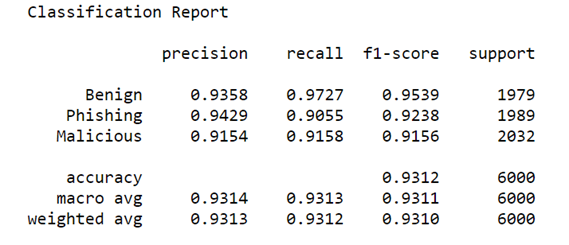 Classification Report
precision recall f1-score support
Benign 0.9358 0.9727 0.9539 1979
Phishing 0.9429 0.9055 0.9238 1989
Malicious 0.9154 0.9158 0.9156 2032
accuracy 0.9312 6000
macro avg 0.9314 0.9313 0.9311 6000
weighted avg 0.9313 0.9312 0.9310 6000